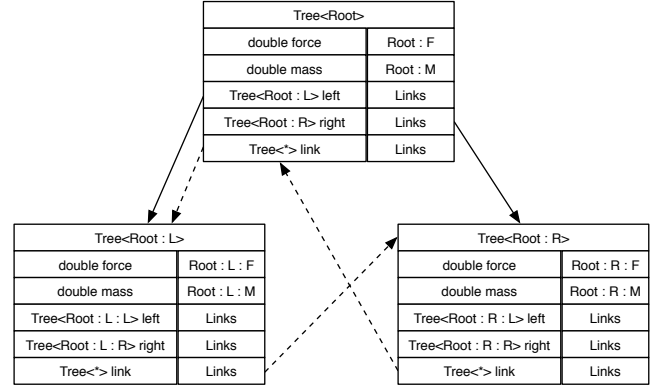 Tree<Root>
double force Root : F
double mass Root : M
Tree<Root : L> left Links
Tree<Root : R> right Links
Tree<*> link Links
Tree<Root : L>
double force Root : L : F
double mass Root : L : M
Tree<Root : L : L> left Links
Tree<Root : L : R> right Links
Tree<*> link Links
Tree<Root : R>
double force Root : R : F
double mass Root : R : M
Tree<Root : R : L> left Links
Tree<Root : R : R> right Links
Tree<*> link Links